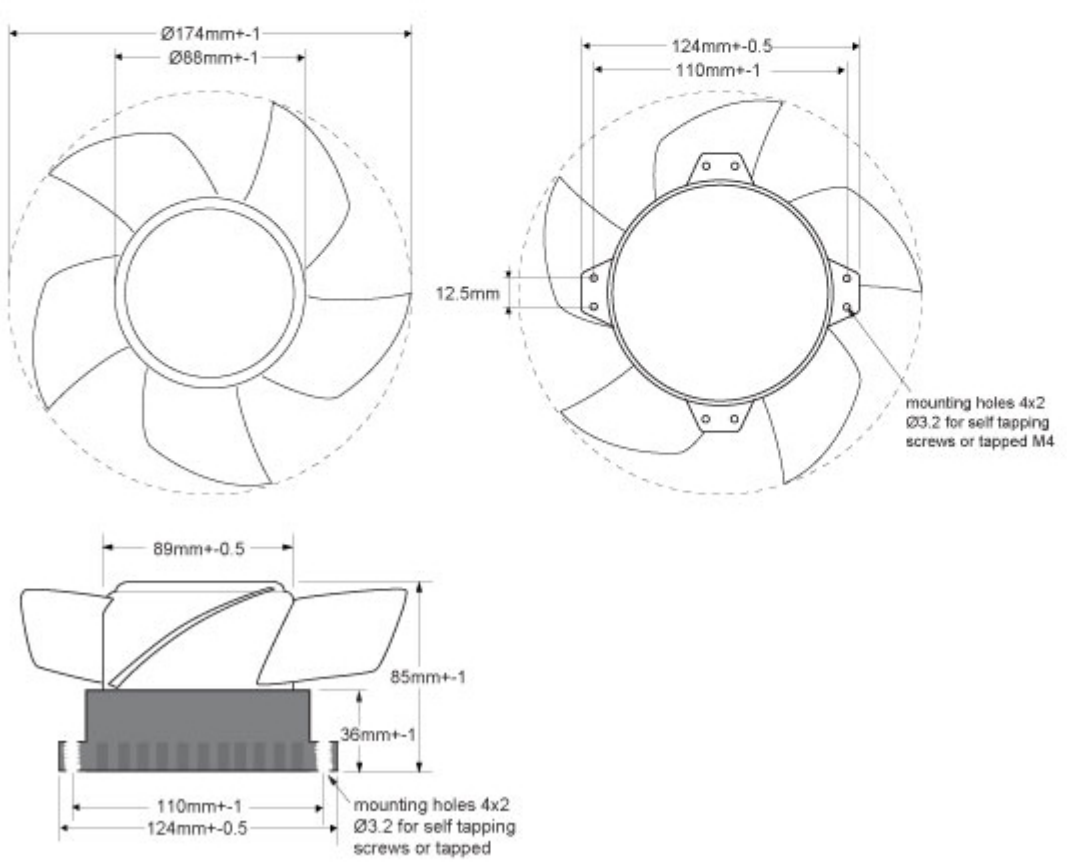 Ø174mm+-1
Ø88mm+-1
124mm+-0.5
110mm+-1
12.5mm
mounting holes 4x2
Ø3.2 for self tapping
screws or tapped M4
89mm+-0.5
85mm+-1
36mm+-1
110mm+-1
124mm+-0.5
mounting holes 4x2
Ø3.2 for self tapping
screws or tapped